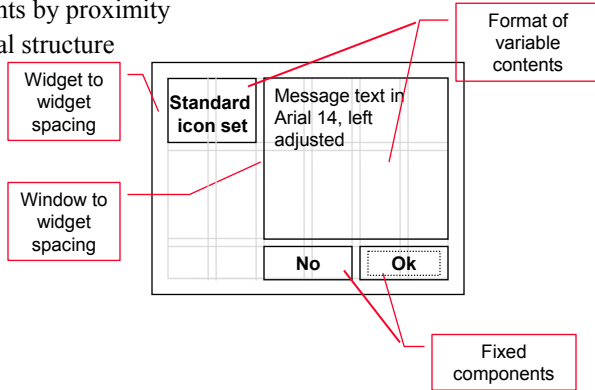 nts by proximity
al structure
Format of
variable
contents
Widget to
widget
spacing
Standard
icon set
Message text in
Arial 14, left
adjusted
Window to
widget
spacing
No
Ok
Fixed
components